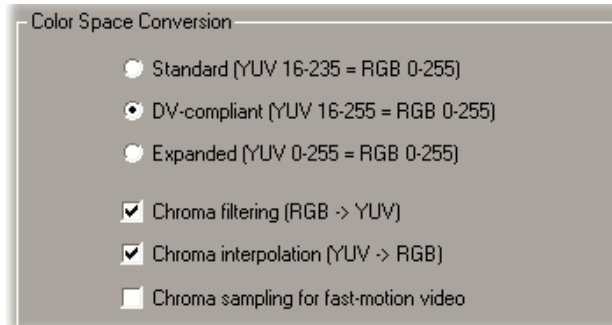 Color Space Conversion
Standard (YUV 16-235 = RGB 0-255)
DV-compliant (YUV 16-255 = RGB 0-255)
Expanded (YUV 0-255 = RGB 0-255)
Chroma filtering (RGB -> YUV)
Chroma interpolation (YUV -> RGB)
Chroma sampling for fast-motion video